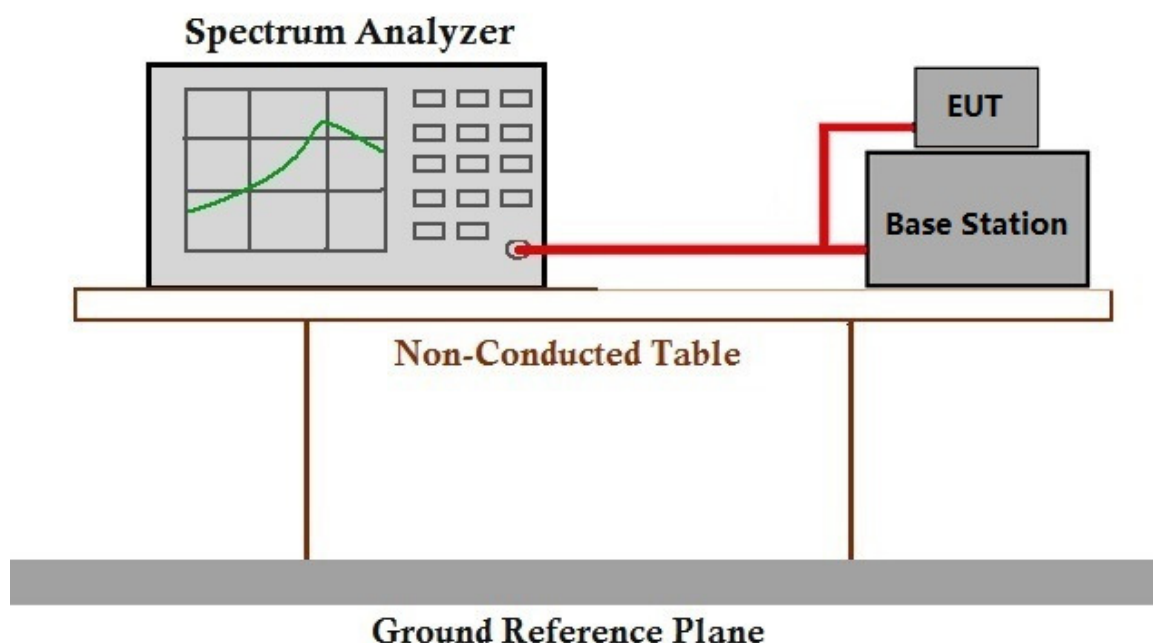 Spectrum Analyzer
EUT
Base Station
Non-Conducted Table
Ground Reference Plane